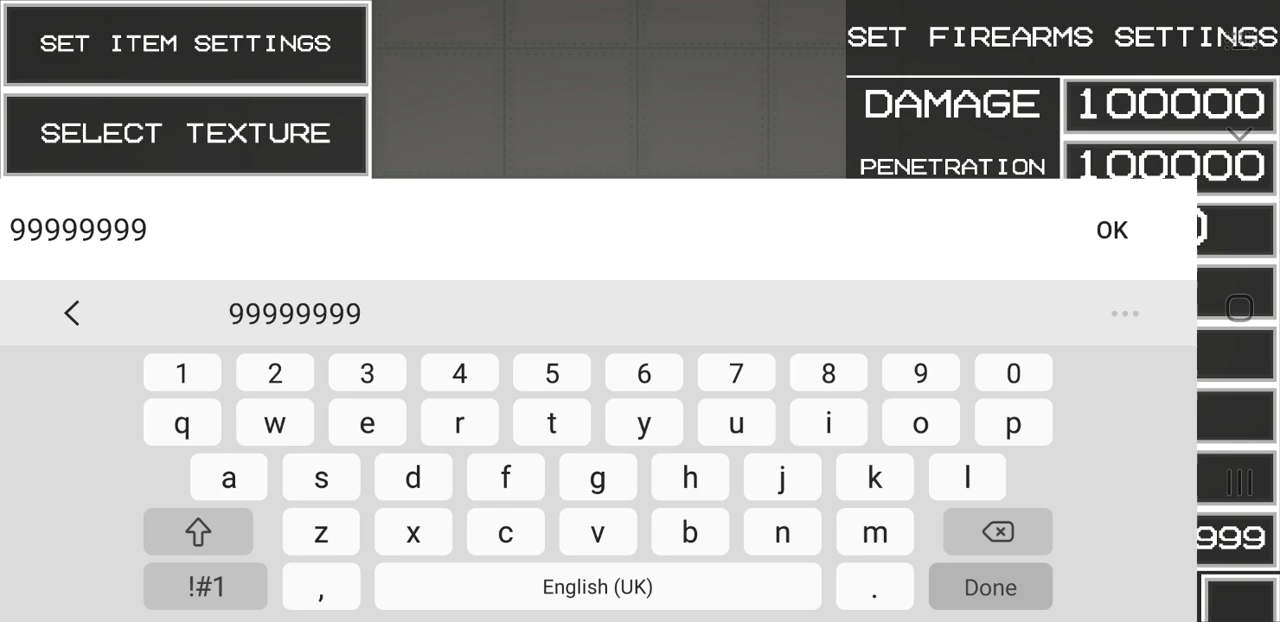 SET ITEM SETTINGS
SET FIREARMS SETTINGS
SELECT TEXTURE
DAMAGE 100000
PENETRATION 100000
99999999
OK
99999999
1 2 3 4 5 6 7 8 9 0
q w e r t y u i o p
a s d f g h j k l
z x c v b n m
999
!#1 , English (UK) . Done